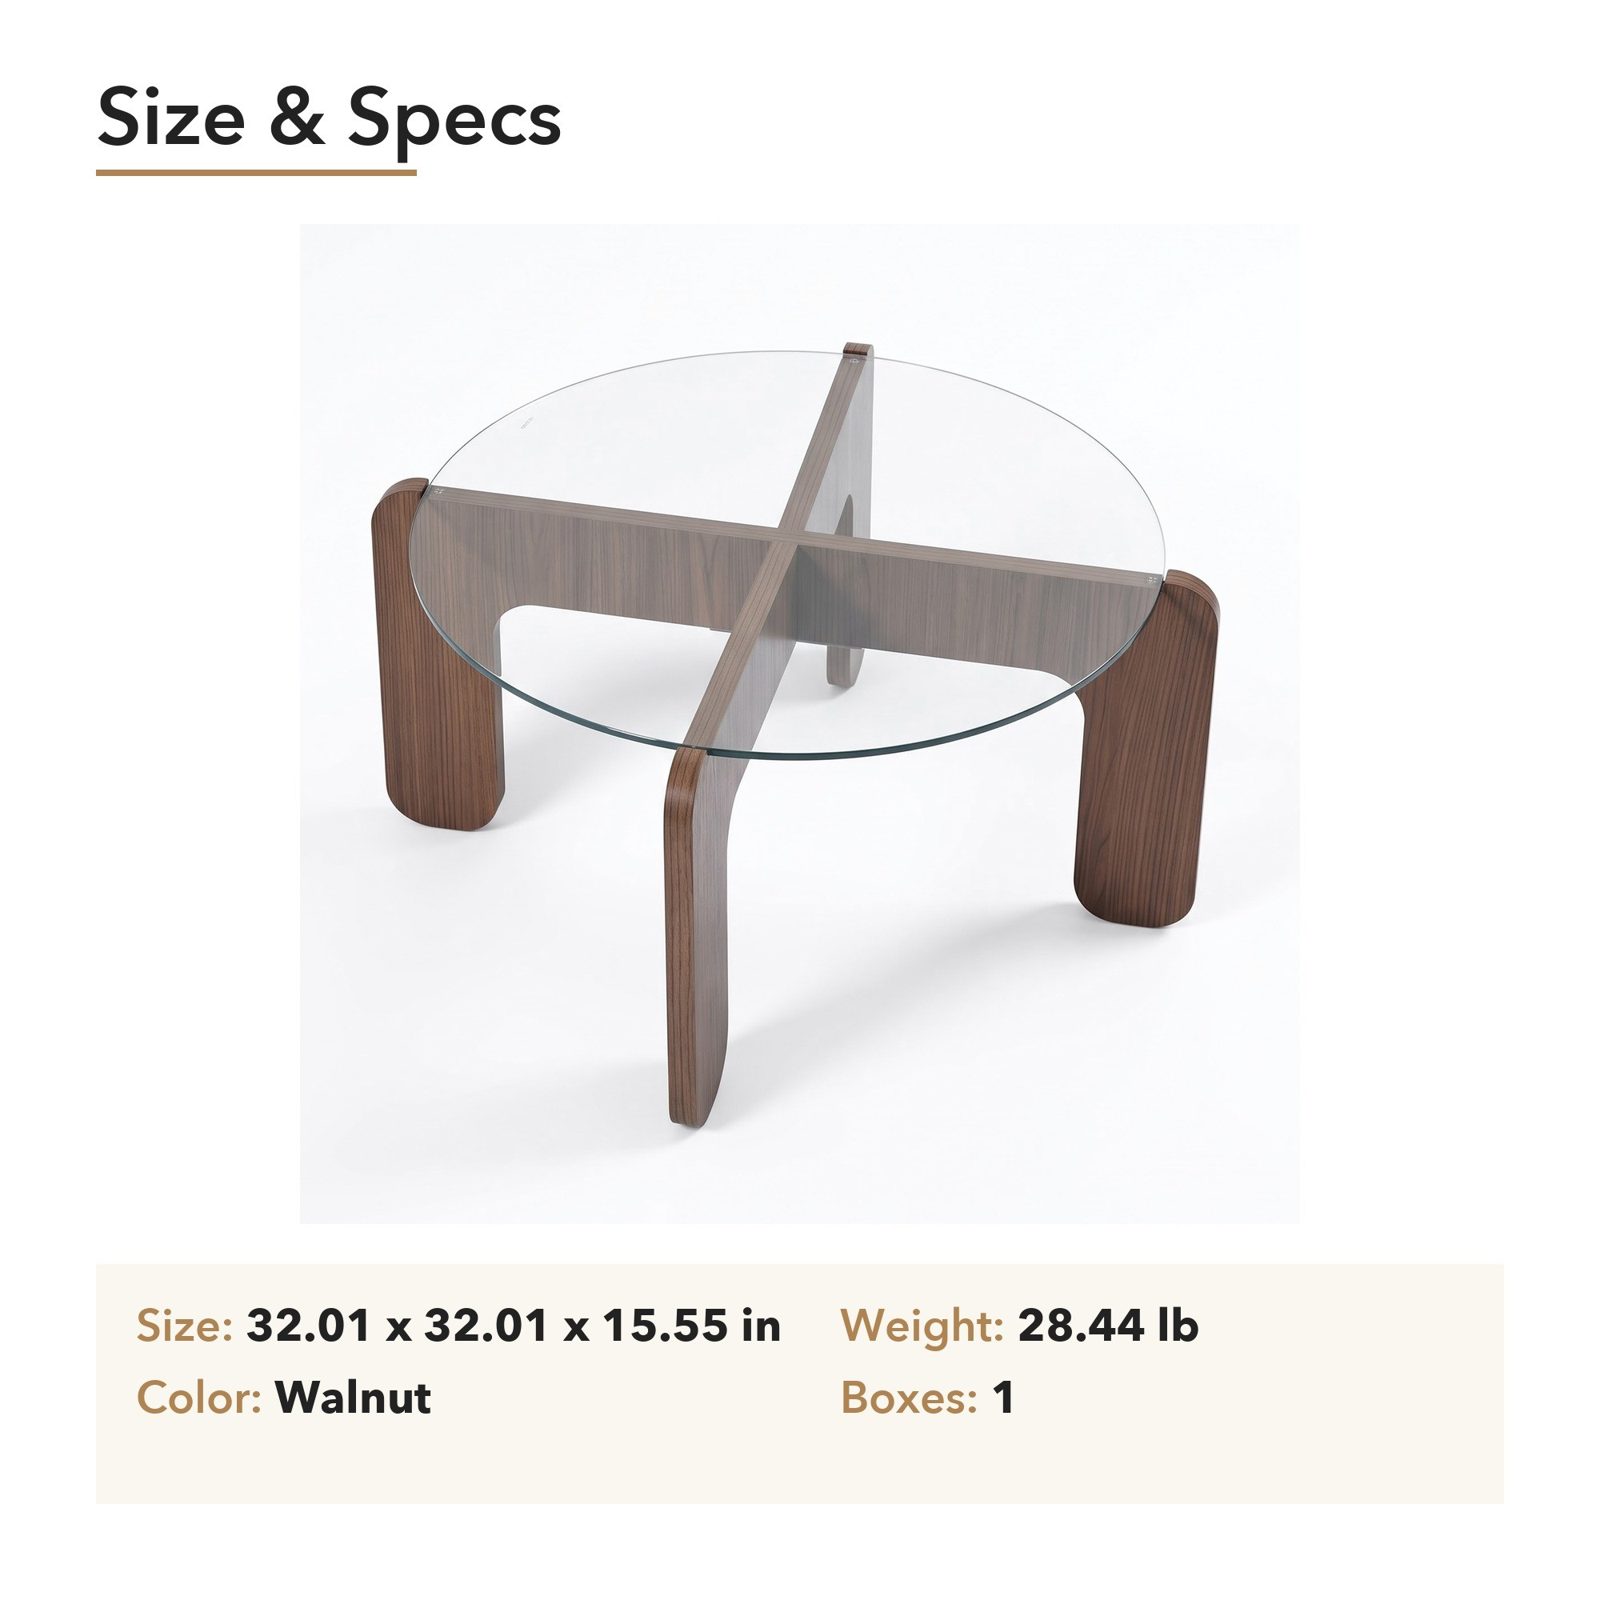 Size & Specs
Size: 32.01 x 32.01 x 15.55 in
Weight: 28.44 lb
Color: Walnut
Boxes: 1